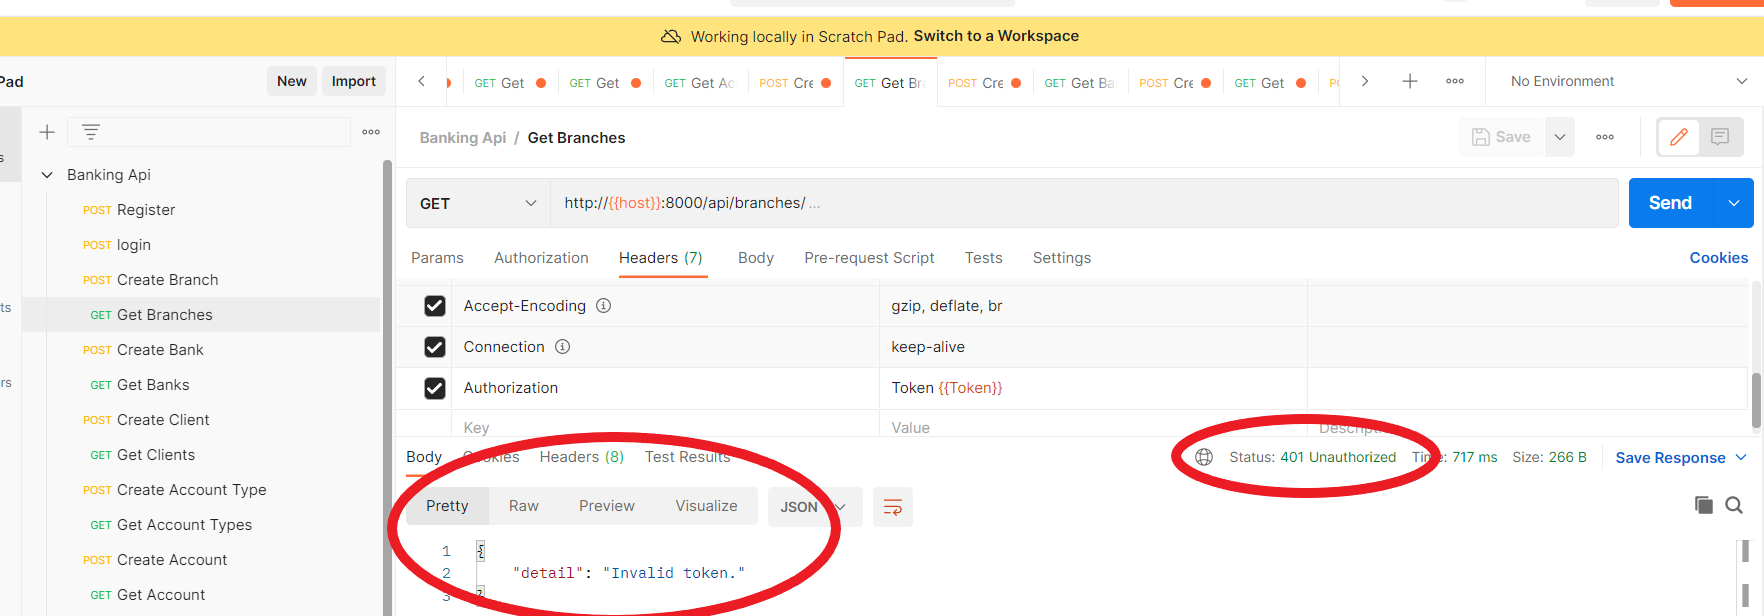 Working locally in Scratch Pad. Switch to a Workspace
Pad
New Import
GET Get GET Get GET Get Ac POST Cre GET Get Br POST Cre GET Get Ba POST Cre GET Get
No Environment
Banking Api / Get Branches
Save
Banking Api
POST Register
POST login
POST Create Branch
GET Get Branches
POST Create Bank
GET Get Banks
POST Create Client
GET Get Clients
POST Create Account Type
GET Get Account Types
POST Create Account
GET Get Account
s
ts
rs
GET http://{{host}}:8000/api/branches/ ...
Send
Params Authorization Headers (7) Body Pre-request Script Tests Settings Cookies
Accept-Encoding gzip, deflate, br
Connection keep-alive
Authorization Token {{Token}}
Key Value Description
Body Cookies Headers (8) Test Results Status: 401 Unauthorized Time: 717 ms Size: 266 B Save Response
Pretty Raw Preview Visualize JSON
1 {
2 "detail": "Invalid token."
3 }